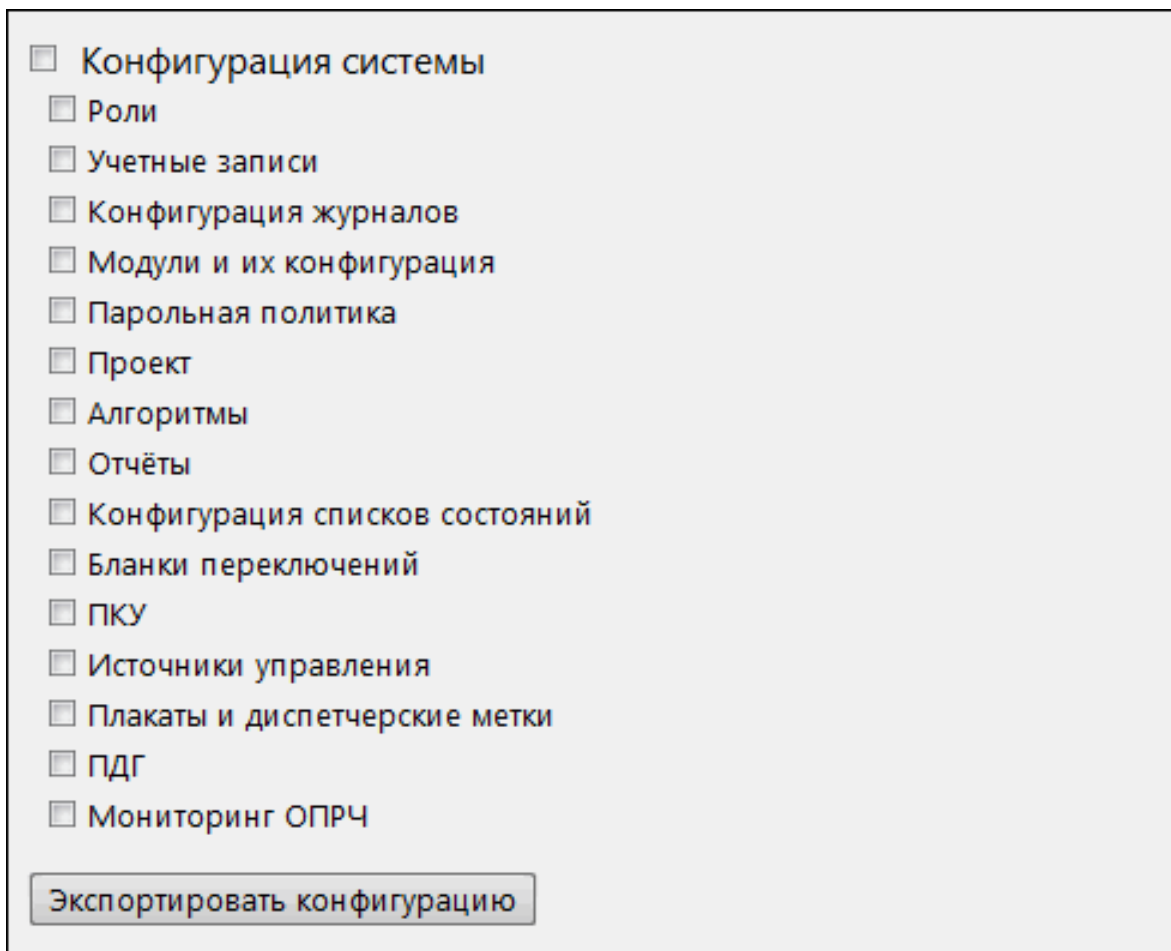 Конфигурация системы
Роли
Учетные записи
Конфигурация журналов
Модули и их конфигурация
Парольная политика
Проект
Алгоритмы
Отчёты
Конфигурация списков состояний
Бланки переключений
ПКУ
Источники управления
Плакаты и диспетчерские метки
ПДГ
Мониторинг ОПРЧ
Экспортировать конфигурацию